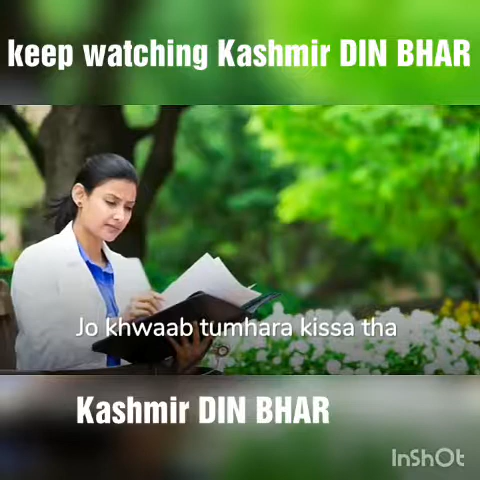 keep watching Kashmir DIN BHAR
Jo khwaab tumhara kissa tha
Kashmir DIN BHAR
InShOt